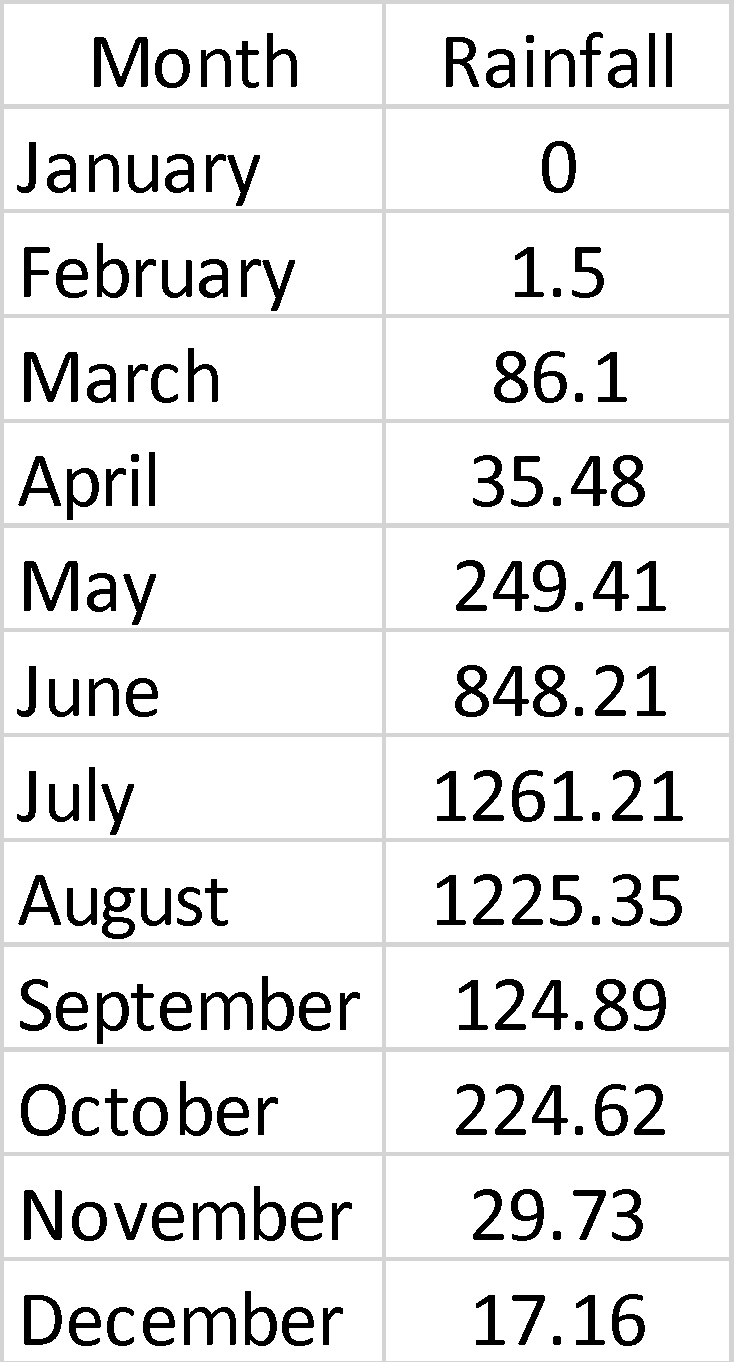 Month Rainfall
January 0
February 1.5
March 86.1
April 35.48
May 249.41
June 848.21
July 1261.21
August 1225.35
September 124.89
October 224.62
November 29.73
December 17.16